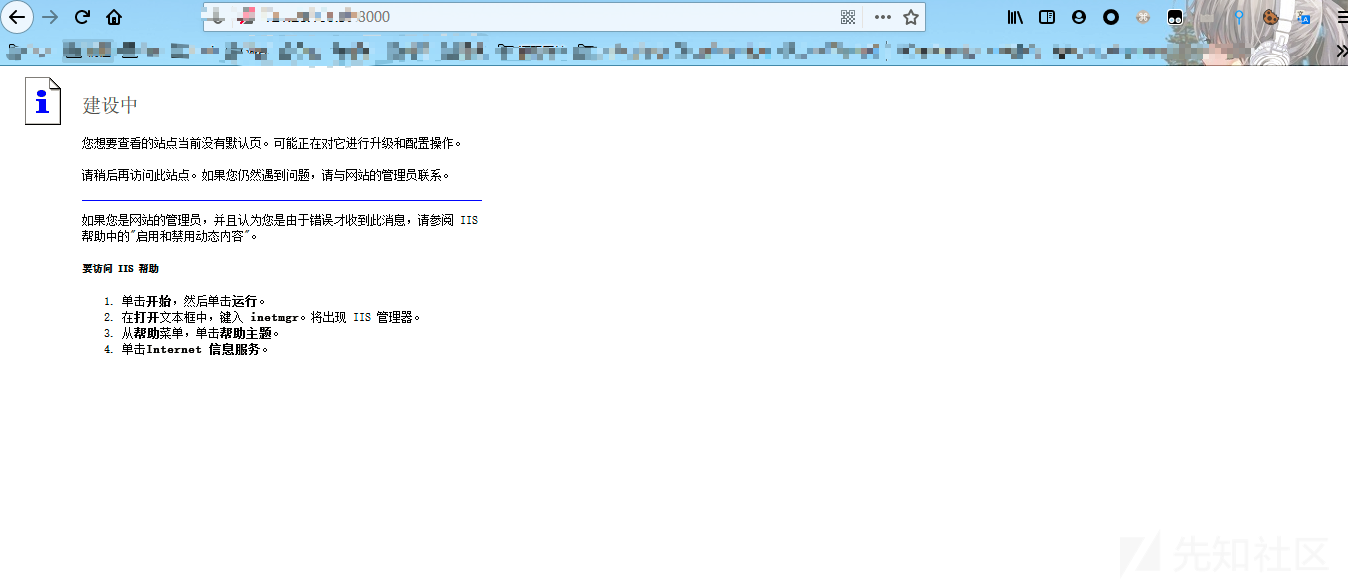 3000
建设中
您想要查看的站点当前没有默认页。可能正在对它进行升级和配置操作。
请稍后再访问此站点。如果您仍然遇到问题，请与网站的管理员联系。
如果您是网站的管理员，并且认为您是由于错误才收到此消息，请参阅 IIS
帮助中的"启用和禁用动态内容"。
要访问 IIS 帮助
1. 单击开始，然后单击运行。
2. 在打开文本框中，键入 inetmgr。将出现 IIS 管理器。
3. 从帮助菜单，单击帮助主题。
4. 单击Internet 信息服务。
先知社区